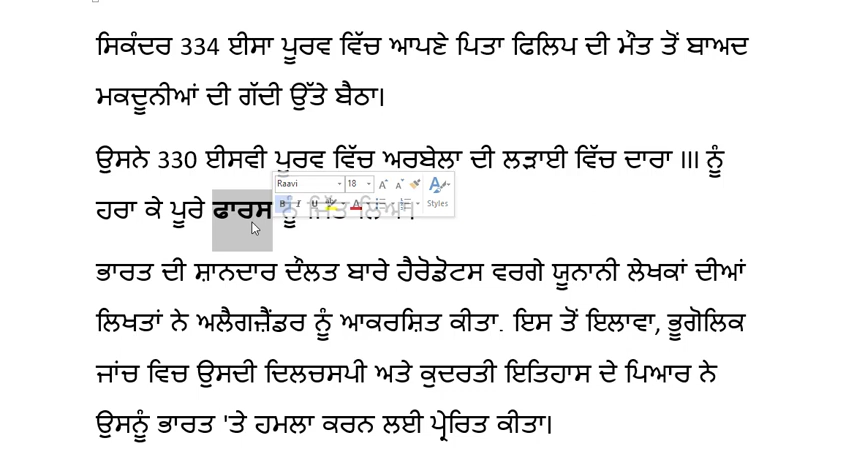 ਸਿਕੰਦਰ 334 ਈਸਾ ਪੂਰਵ ਵਿੱਚ ਆਪਣੇ ਪਿਤਾ ਫਿਲਿਪ ਦੀ ਮੌਤ ਤੋਂ ਬਾਅਦ
ਮਕਦੂਨੀਆਂ ਦੀ ਗੱਦੀ ਉੱਤੇ ਬੈਠਾ।
ਉਸਨੇ 330 ਈਸਵੀ ਪੂਰਵ ਵਿੱਚ ਅਰਬੇਲਾ ਦੀ ਲੜਾਈ ਵਿੱਚ ਦਾਰਾ III ਨੂੰ
Raavi 18
ਹਰਾ ਕੇ ਪੂਰੇ ਫਾਰਸ ਨੂੰ ਜਿੱਤ ਲਿਆ।
B I U A Styles
ਭਾਰਤ ਦੀ ਸ਼ਾਨਦਾਰ ਦੌਲਤ ਬਾਰੇ ਹੈਰੋਡੋਟਸ ਵਰਗੇ ਯੂਨਾਨੀ ਲੇਖਕਾਂ ਦੀਆਂ
ਲਿਖਤਾਂ ਨੇ ਅਲੈਗਜ਼ੈਂਡਰ ਨੂੰ ਆਕਰਸ਼ਿਤ ਕੀਤਾ. ਇਸ ਤੋਂ ਇਲਾਵਾ, ਭੂਗੋਲਿਕ
ਜਾਂਚ ਵਿਚ ਉਸਦੀ ਦਿਲਚਸਪੀ ਅਤੇ ਕੁਦਰਤੀ ਇਤਿਹਾਸ ਦੇ ਪਿਆਰ ਨੇ
ਉਸਨੂੰ ਭਾਰਤ 'ਤੇ ਹਮਲਾ ਕਰਨ ਲਈ ਪ੍ਰੇਰਿਤ ਕੀਤਾ।